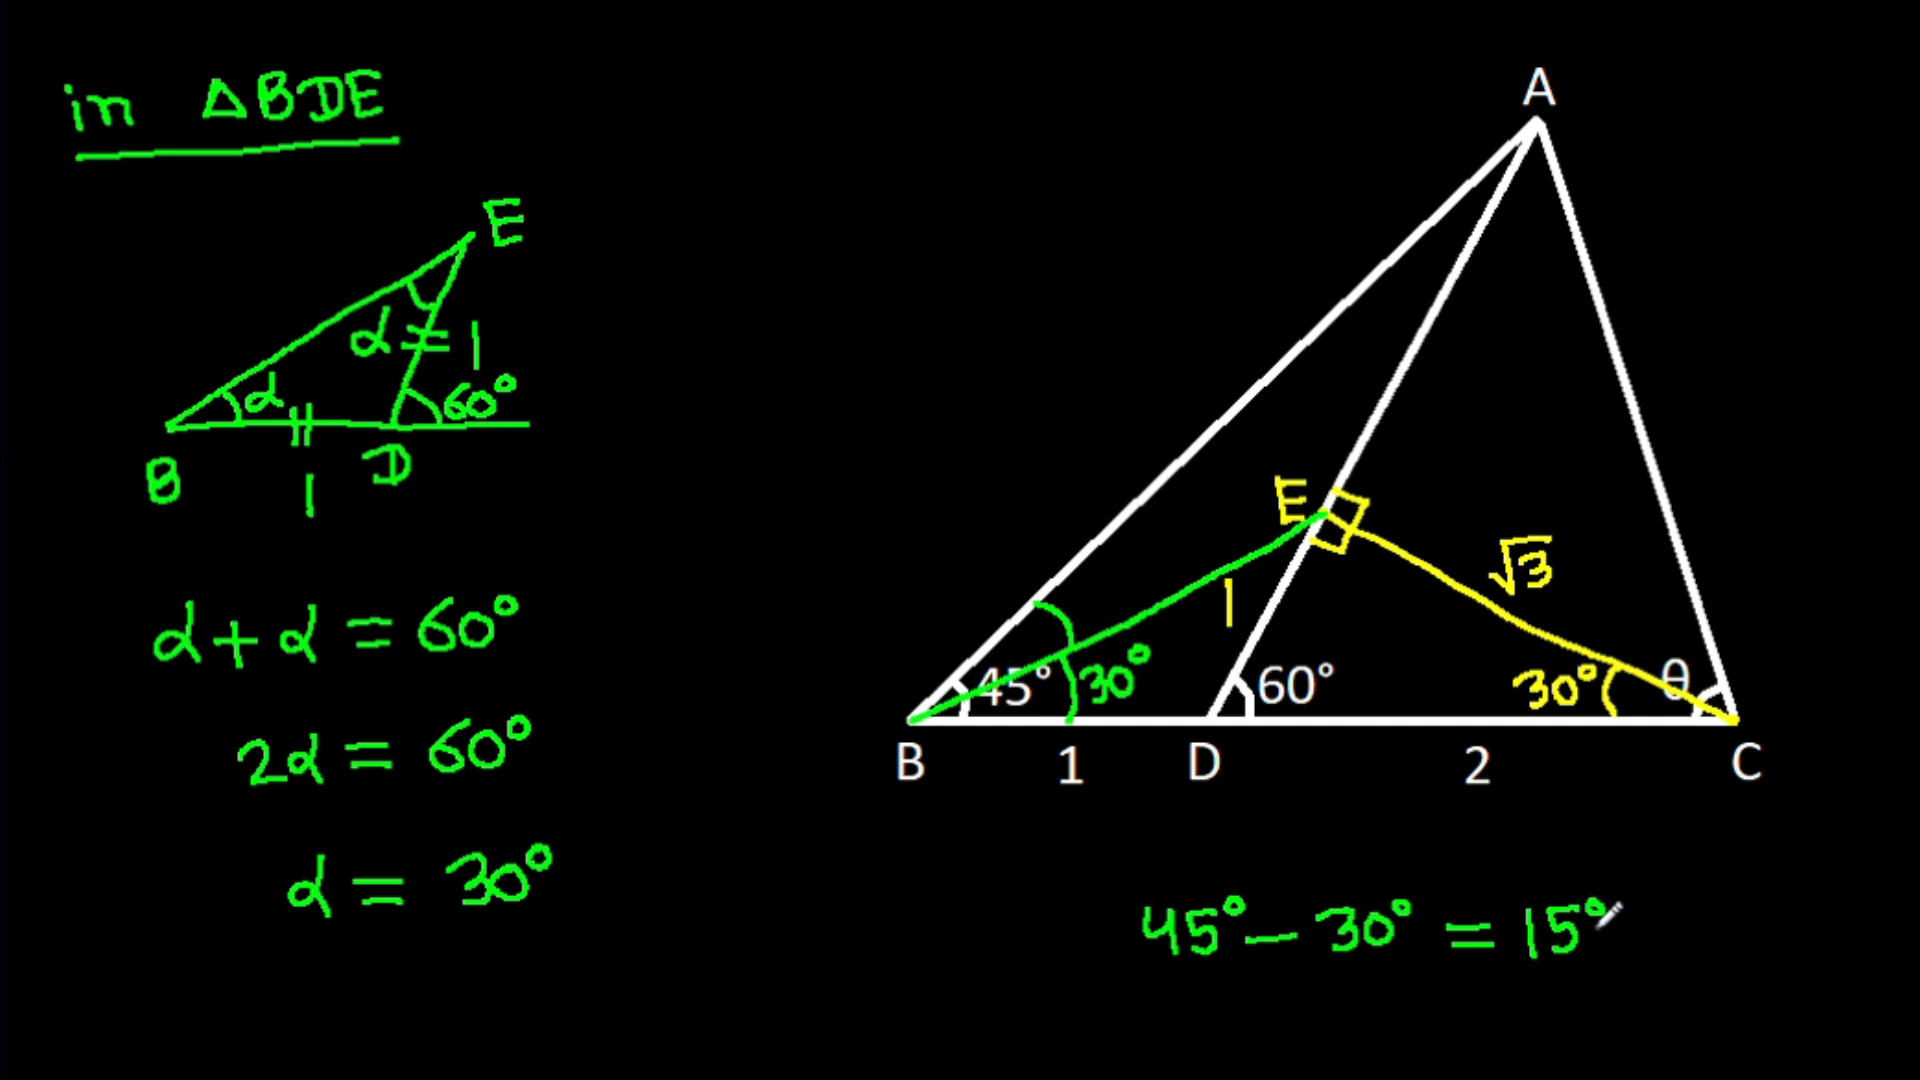 in ΔBDE
E
α 1
α 60°
B D
1
α + α = 60°
2α = 60°
α = 30°
A
E
√3
1
45° 30° 60° 30° θ
B 1 D 2 C
45° – 30° = 15°